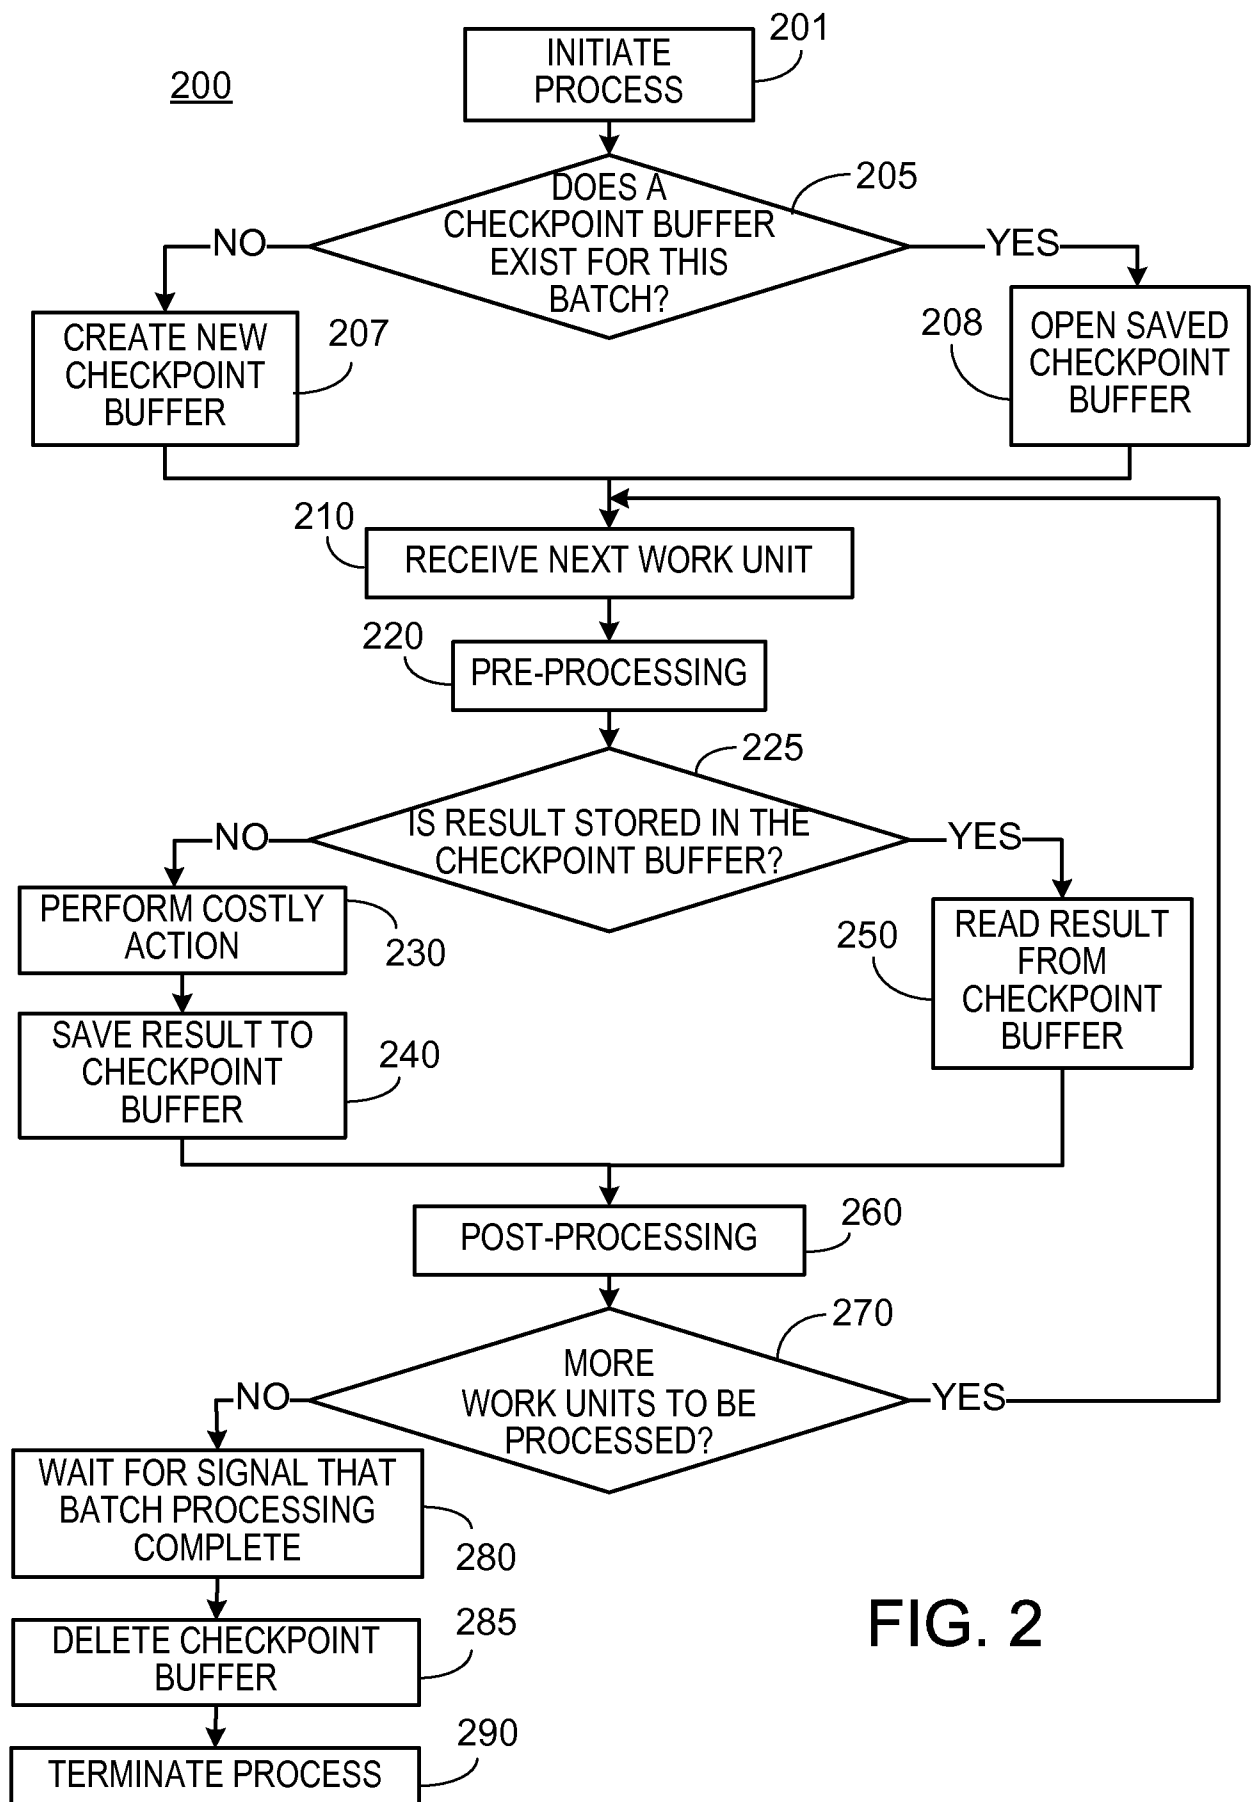 201
INITIATE
PROCESS
200
205
DOES A
CHECKPOINT BUFFER
EXIST FOR THIS
BATCH?
NO
YES
207
CREATE NEW
CHECKPOINT
BUFFER
208
OPEN SAVED
CHECKPOINT
BUFFER
210
RECEIVE NEXT WORK UNIT
220
PRE-PROCESSING
225
IS RESULT STORED IN THE
CHECKPOINT BUFFER?
NO
YES
PERFORM COSTLY
ACTION
230
250
READ RESULT
FROM
CHECKPOINT
BUFFER
SAVE RESULT TO
CHECKPOINT
BUFFER
240
260
POST-PROCESSING
270
MORE
WORK UNITS TO BE
PROCESSED?
NO
YES
WAIT FOR SIGNAL THAT
BATCH PROCESSING
COMPLETE
280
285
DELETE CHECKPOINT
BUFFER
290
TERMINATE PROCESS
FIG. 2